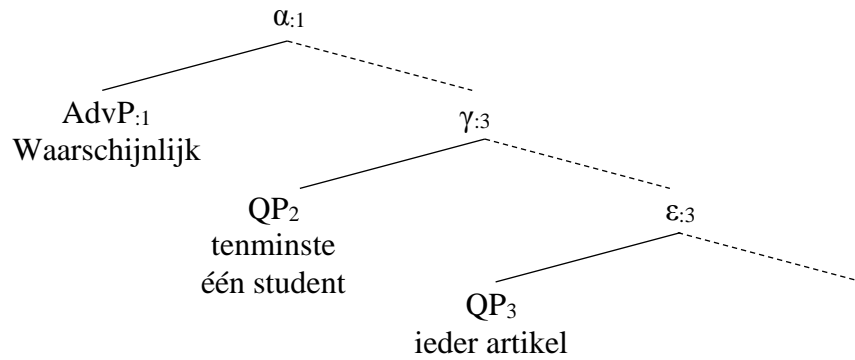 α:1
AdvP:1
Waarschijnlijk
γ:3
QP2
tenminste
één student
ε:3
QP3
ieder artikel